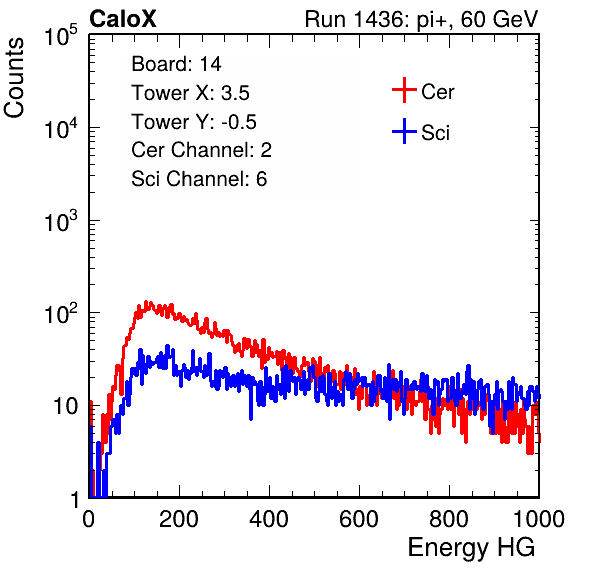 CaloX Run 1436: pi+, 60 GeV
Counts
10^5
10^4
10^3
10^2
10
1
Board: 14
Tower X: 3.5
Tower Y: -0.5
Cer Channel: 2
Sci Channel: 6
Cer
Sci
0 200 400 600 800 1000
Energy HG